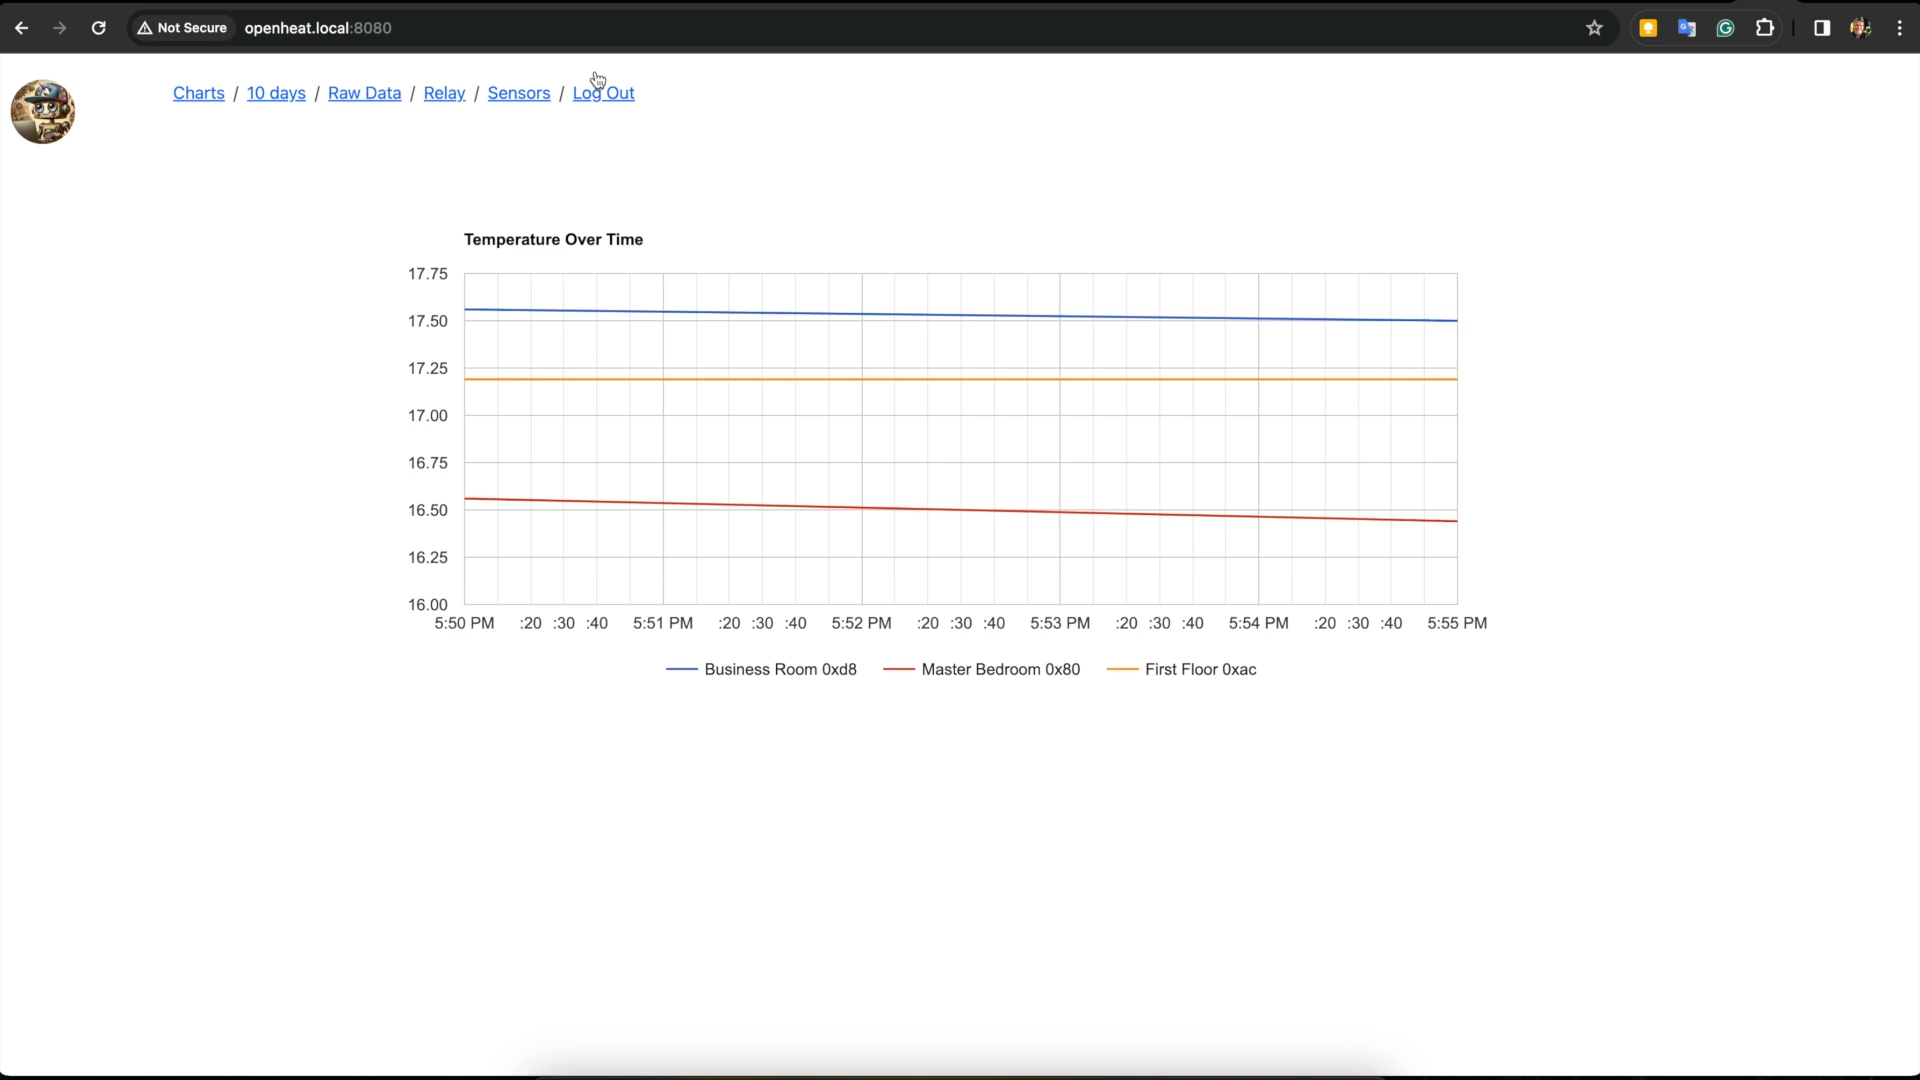 Not Secure openheat.local:8080
Charts / 10 days / Raw Data / Relay / Sensors / Log Out
Temperature Over Time
17.75
17.50
17.25
17.00
16.75
16.50
16.25
16.00
5:50 PM :20 :30 :40 5:51 PM :20 :30 :40 5:52 PM :20 :30 :40 5:53 PM :20 :30 :40 5:54 PM :20 :30 :40 5:55 PM
Business Room 0xd8 Master Bedroom 0x80 First Floor 0xac